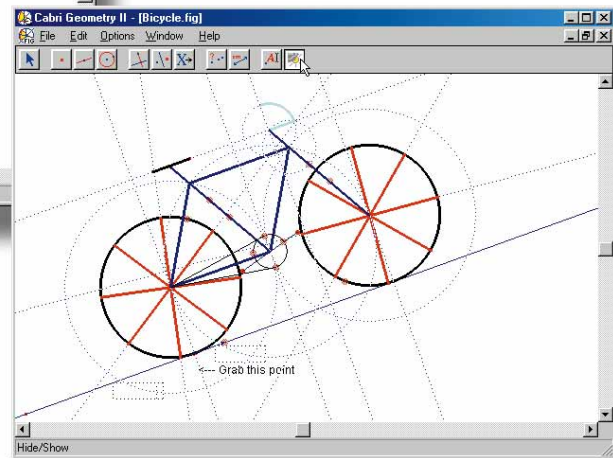 Cabri Geometry II - [Bicycle.fig]
File Edit Options Window Help
A
<--- Grab this point
Hide/Show